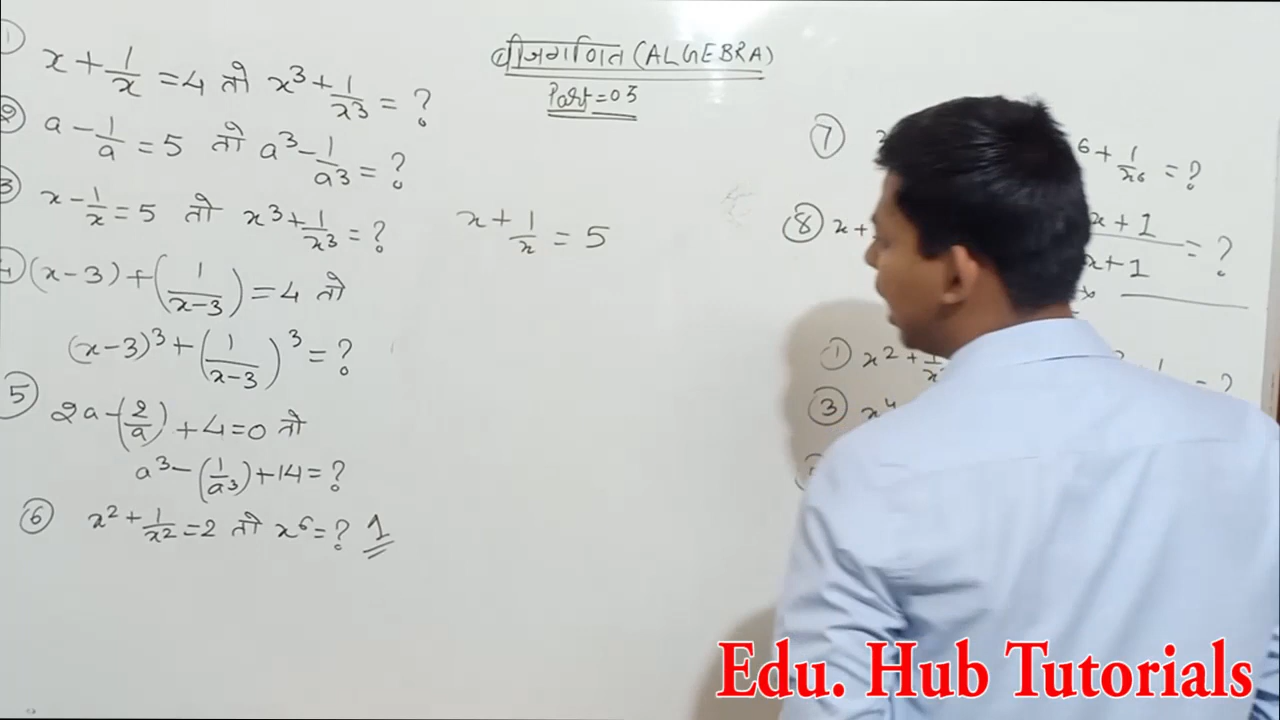 बीजगणित (ALGEBRA)
Part = 03
① x + 1/x = 4 तो x³ + 1/x³ = ?
② a - 1/a = 5 तो a³ - 1/a³ = ?
③ x - 1/x = 5 तो x³ + 1/x³ = ?
④ (x-3) + (1/(x-3)) = 4 तो
(x-3)³ + (1/(x-3))³ = ?
⑤ 2a - (2/a) + 4 = 0 तो
a³ - (1/a³) + 14 = ?
⑥ x² + 1/x² = 2 तो x⁶ = ? 1
x + 1/x = 5
⑦ 6 + 1/x⁶ = ?
⑧ x + x + 1
x + 1 = ?
① x² + 1/x = ?
③ x⁴
Edu. Hub Tutorials